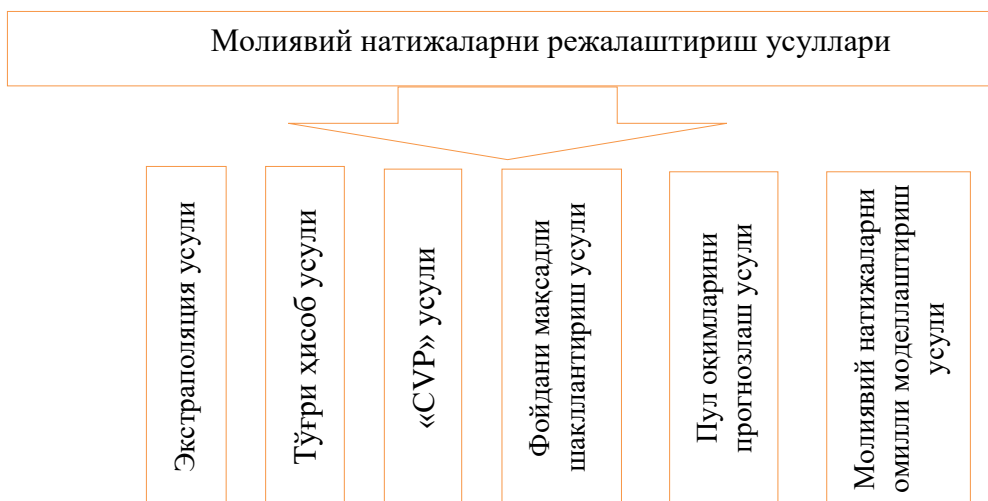 Молиявий натижаларни режалаштириш усуллари
Экстраполяция усули
Тўғри хисоб усули
«CVP» усули
Фойдани мақсадли
шакллантириш усули
Пул оқимларини
прогнозлаш усули
Молиявий натижаларни
омилли моделлаштириш
усули